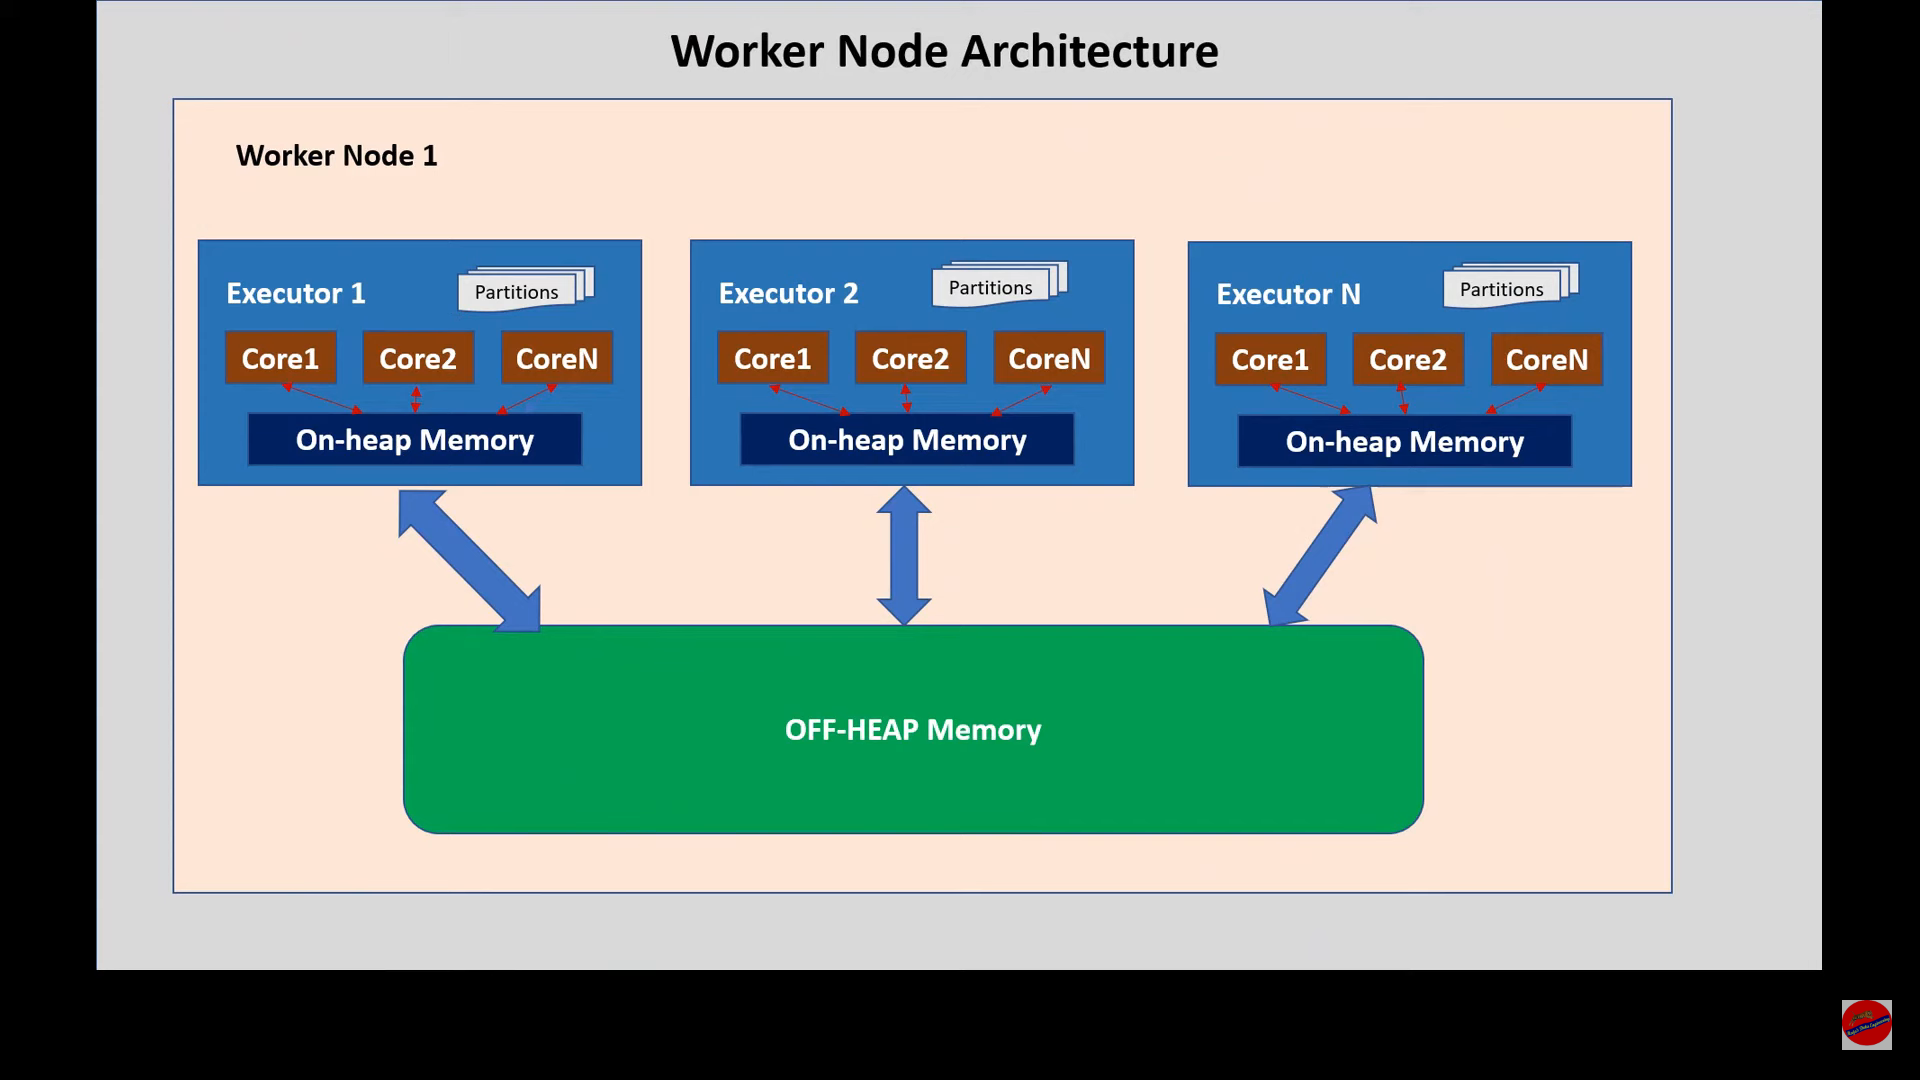 Worker Node Architecture
Worker Node 1
Executor 1
Partitions
Core1
Core2
CoreN
On-heap Memory
Executor 2
Partitions
Core1
Core2
CoreN
On-heap Memory
Executor N
Partitions
Core1
Core2
CoreN
On-heap Memory
OFF-HEAP Memory